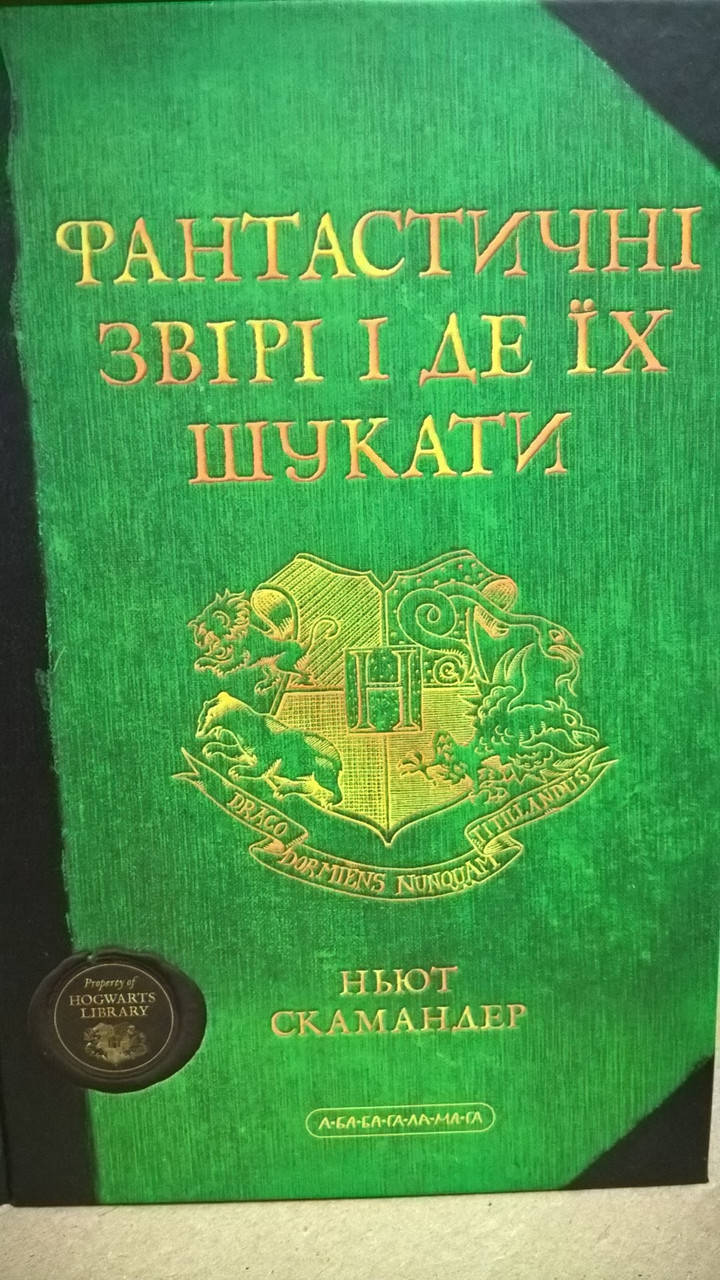 ФАНТАСТИЧНІ
ЗВІРІ І ДЕ ЇХ
ШУКАТИ
H
DRACO DORMIENS NUNQUAM TITILLANDUS
Property of
HOGWARTS
LIBRARY
НЬЮТ
СКАМАНДЕР
А-БА-БА-ГА-ЛА-МА-ГА